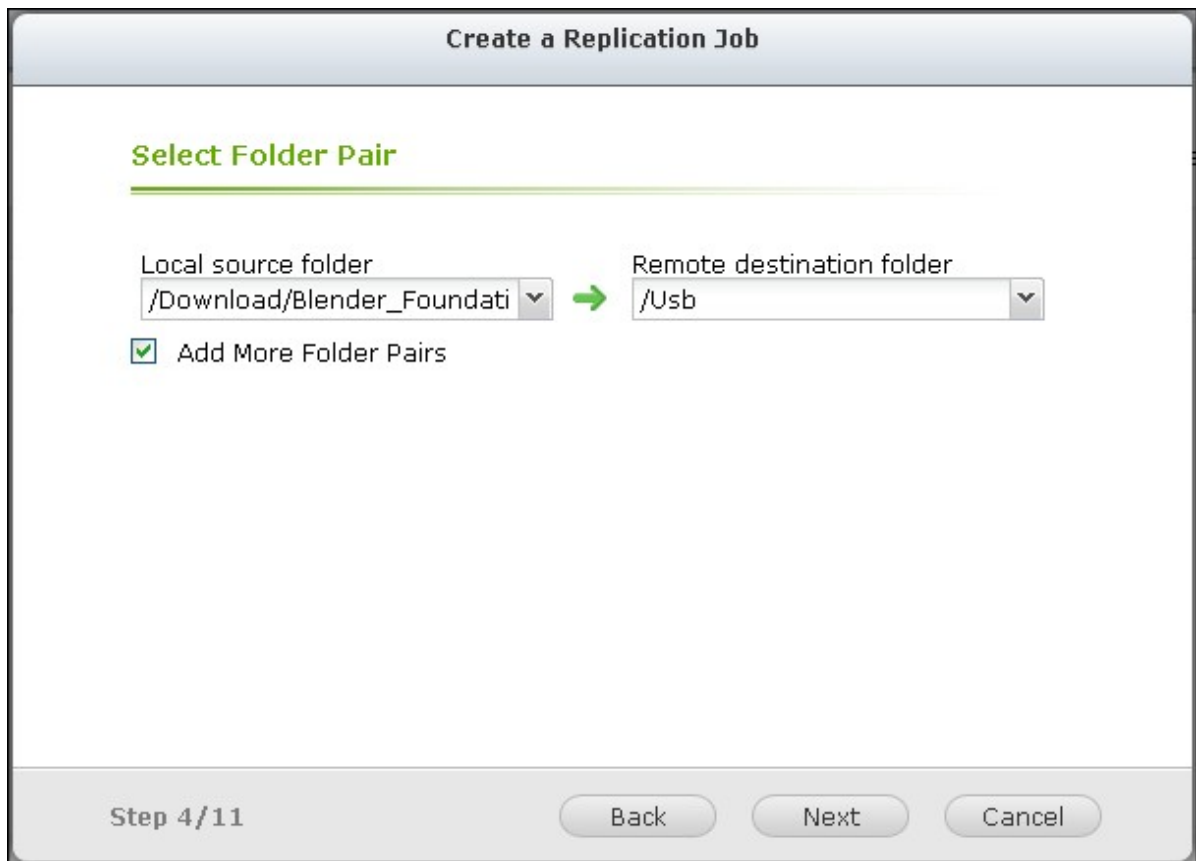 Create a Replication Job
Select Folder Pair
Local source folder
Remote destination folder
/Download/Blender_Foundati
/Usb
Add More Folder Pairs
Step 4/11
Back
Next
Cancel